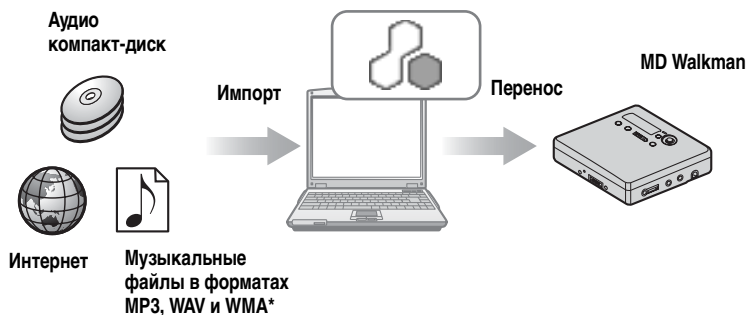 Аудио
компакт-диск
Импорт
Перенос
MD Walkman
Интернет
Музыкальные
файлы в форматах
MP3, WAV и WMA*